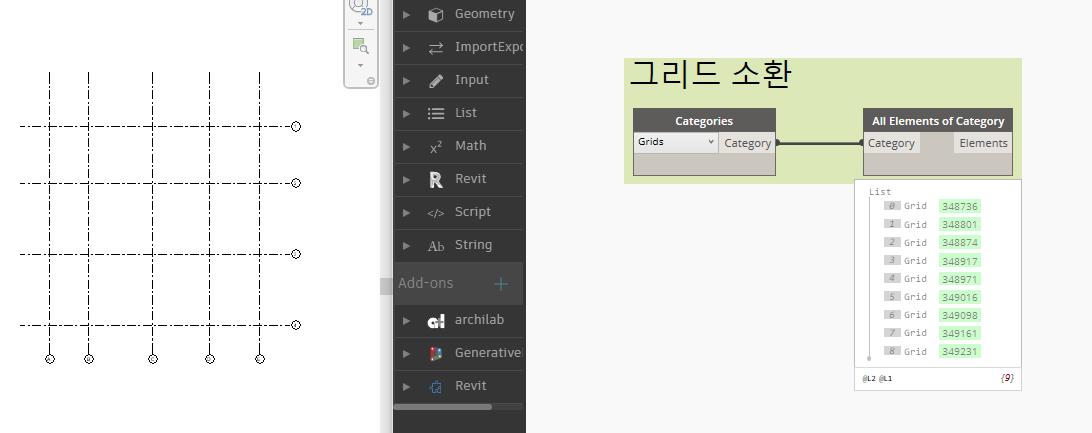 2D
Geometry
ImportExpo
Input
List
Math
Revit
Script
String
Add-ons
archilab
Generative
Revit
그리드 소환
Categories
Grids
Category
All Elements of Category
Category
Elements
List
0 Grid 348736
1 Grid 348801
2 Grid 348874
3 Grid 348917
4 Grid 348971
5 Grid 349016
6 Grid 349098
7 Grid 349161
8 Grid 349231
@L2 @L1
{9}